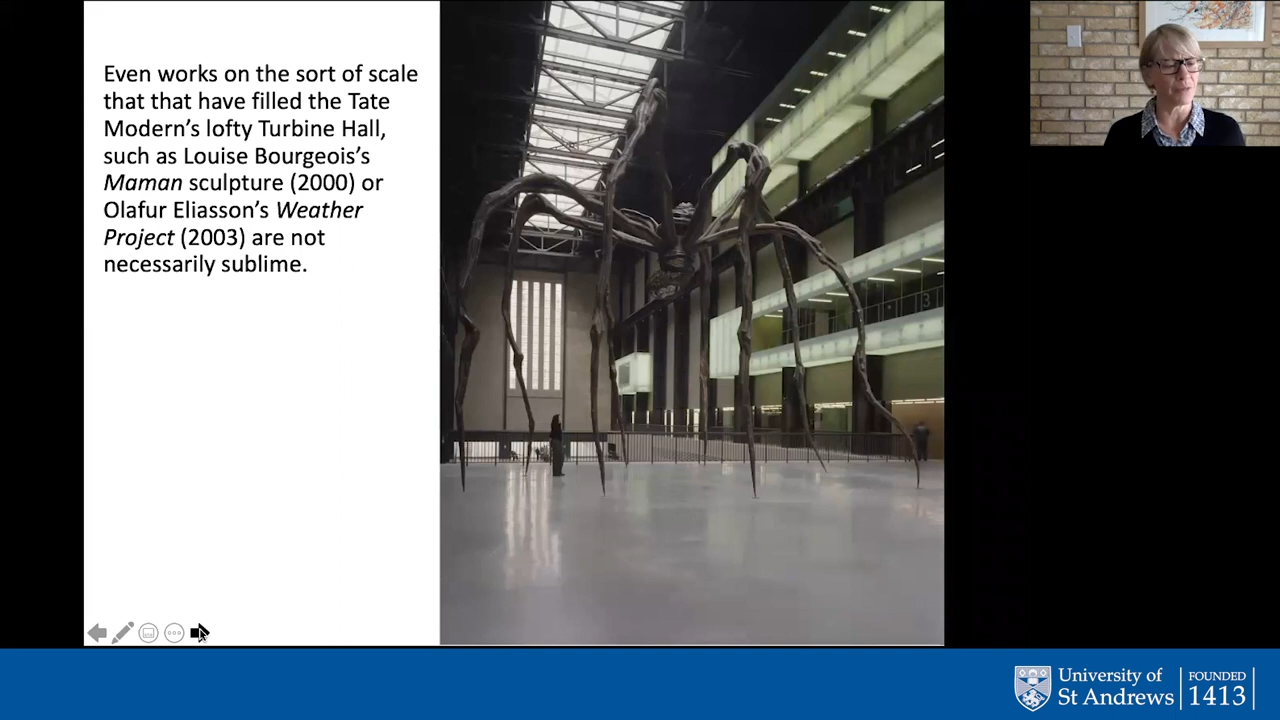 Even works on the sort of scale
that that have filled the Tate
Modern’s lofty Turbine Hall,
such as Louise Bourgeois’s
Maman sculpture (2000) or
Olafur Eliasson’s Weather
Project (2003) are not
necessarily sublime.
3
University of
St Andrews
FOUNDED
1413